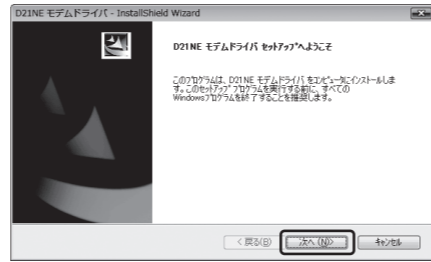 D21NE モデムドライバ - InstallShield Wizard
D21NE モデムドライバ セットアップへようこそ
このプログラムは、D21NE モデムドライバ をコンピュータにインストールしま
す。このセットアップ プログラムを実行する前に、すべての
Windowsプログラムを終了することを推奨します。
< 戻る(B) 次へ(N)> キャンセル